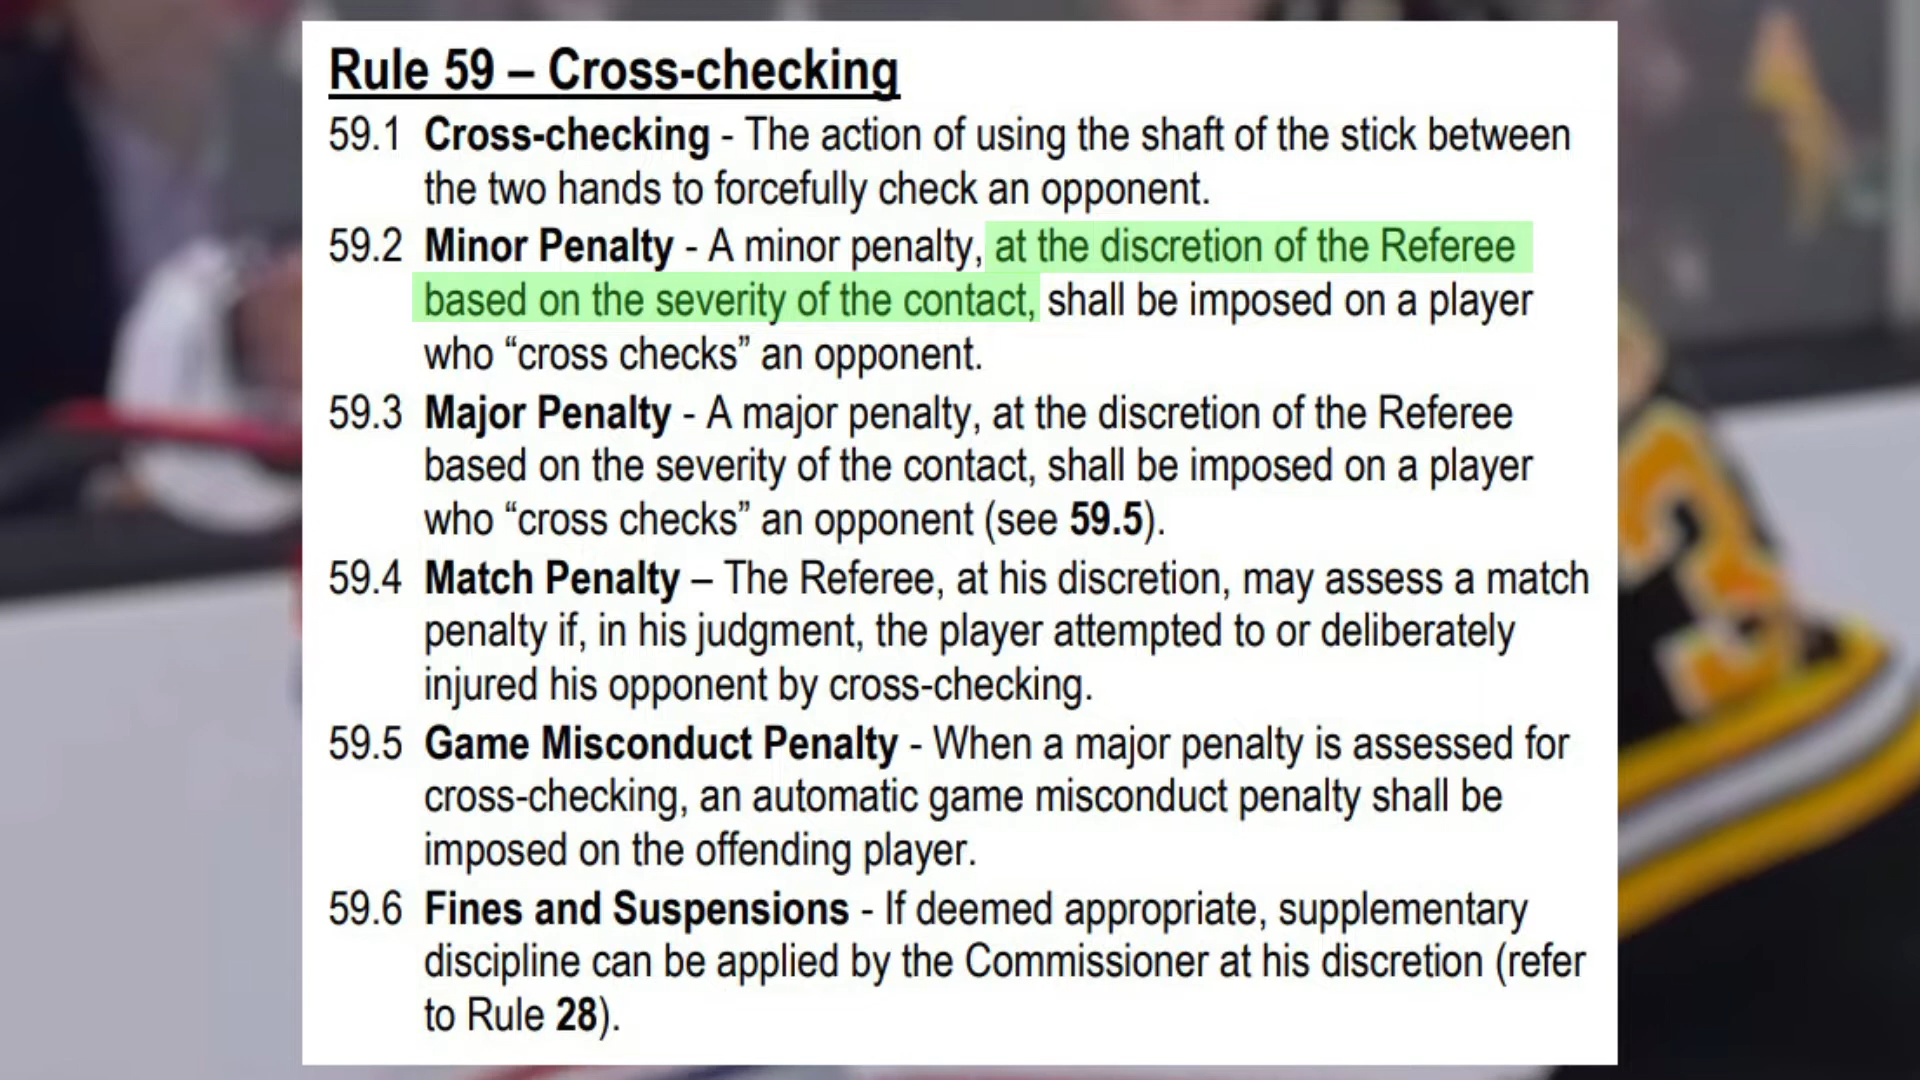 Rule 59 – Cross-checking
59.1 Cross-checking - The action of using the shaft of the stick between
the two hands to forcefully check an opponent.
59.2 Minor Penalty - A minor penalty, at the discretion of the Referee
based on the severity of the contact, shall be imposed on a player
who “cross checks” an opponent.
59.3 Major Penalty - A major penalty, at the discretion of the Referee
based on the severity of the contact, shall be imposed on a player
who “cross checks” an opponent (see 59.5).
59.4 Match Penalty – The Referee, at his discretion, may assess a match
penalty if, in his judgment, the player attempted to or deliberately
injured his opponent by cross-checking.
59.5 Game Misconduct Penalty - When a major penalty is assessed for
cross-checking, an automatic game misconduct penalty shall be
imposed on the offending player.
59.6 Fines and Suspensions - If deemed appropriate, supplementary
discipline can be applied by the Commissioner at his discretion (refer
to Rule 28).